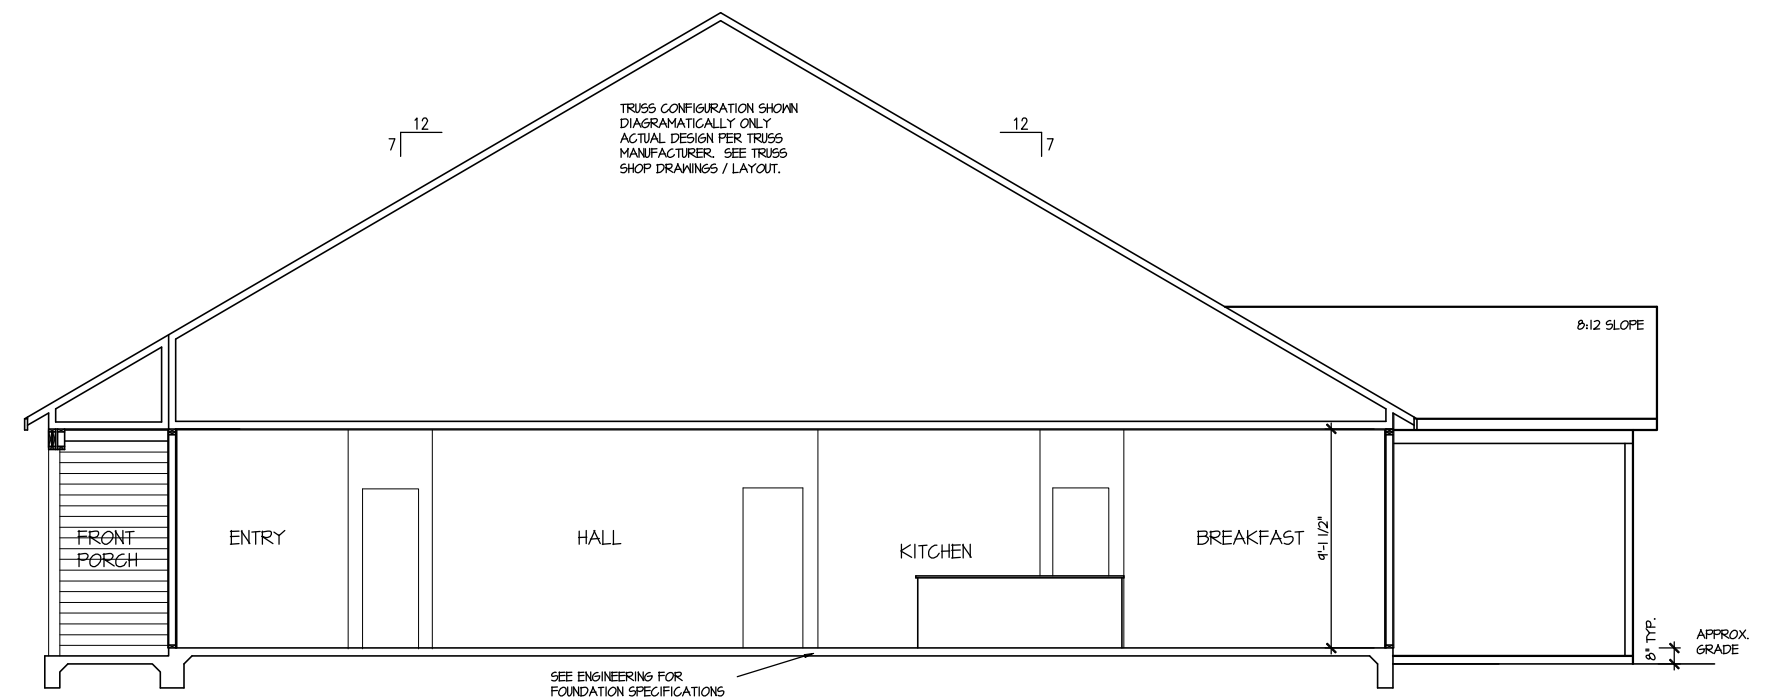 TRUSS CONFIGURATION SHOWN
DIAGRAMATICALLY ONLY
ACTUAL DESIGN PER TRUSS
MANUFACTURER. SEE TRUSS
SHOP DRAWINGS / LAYOUT.
12
7
12
7
8:12 SLOPE
FRONT
PORCH
ENTRY
HALL
KITCHEN
BREAKFAST
9'-1 1/2"
8" TYP.
APPROX.
GRADE
SEE ENGINEERING FOR
FOUNDATION SPECIFICATIONS